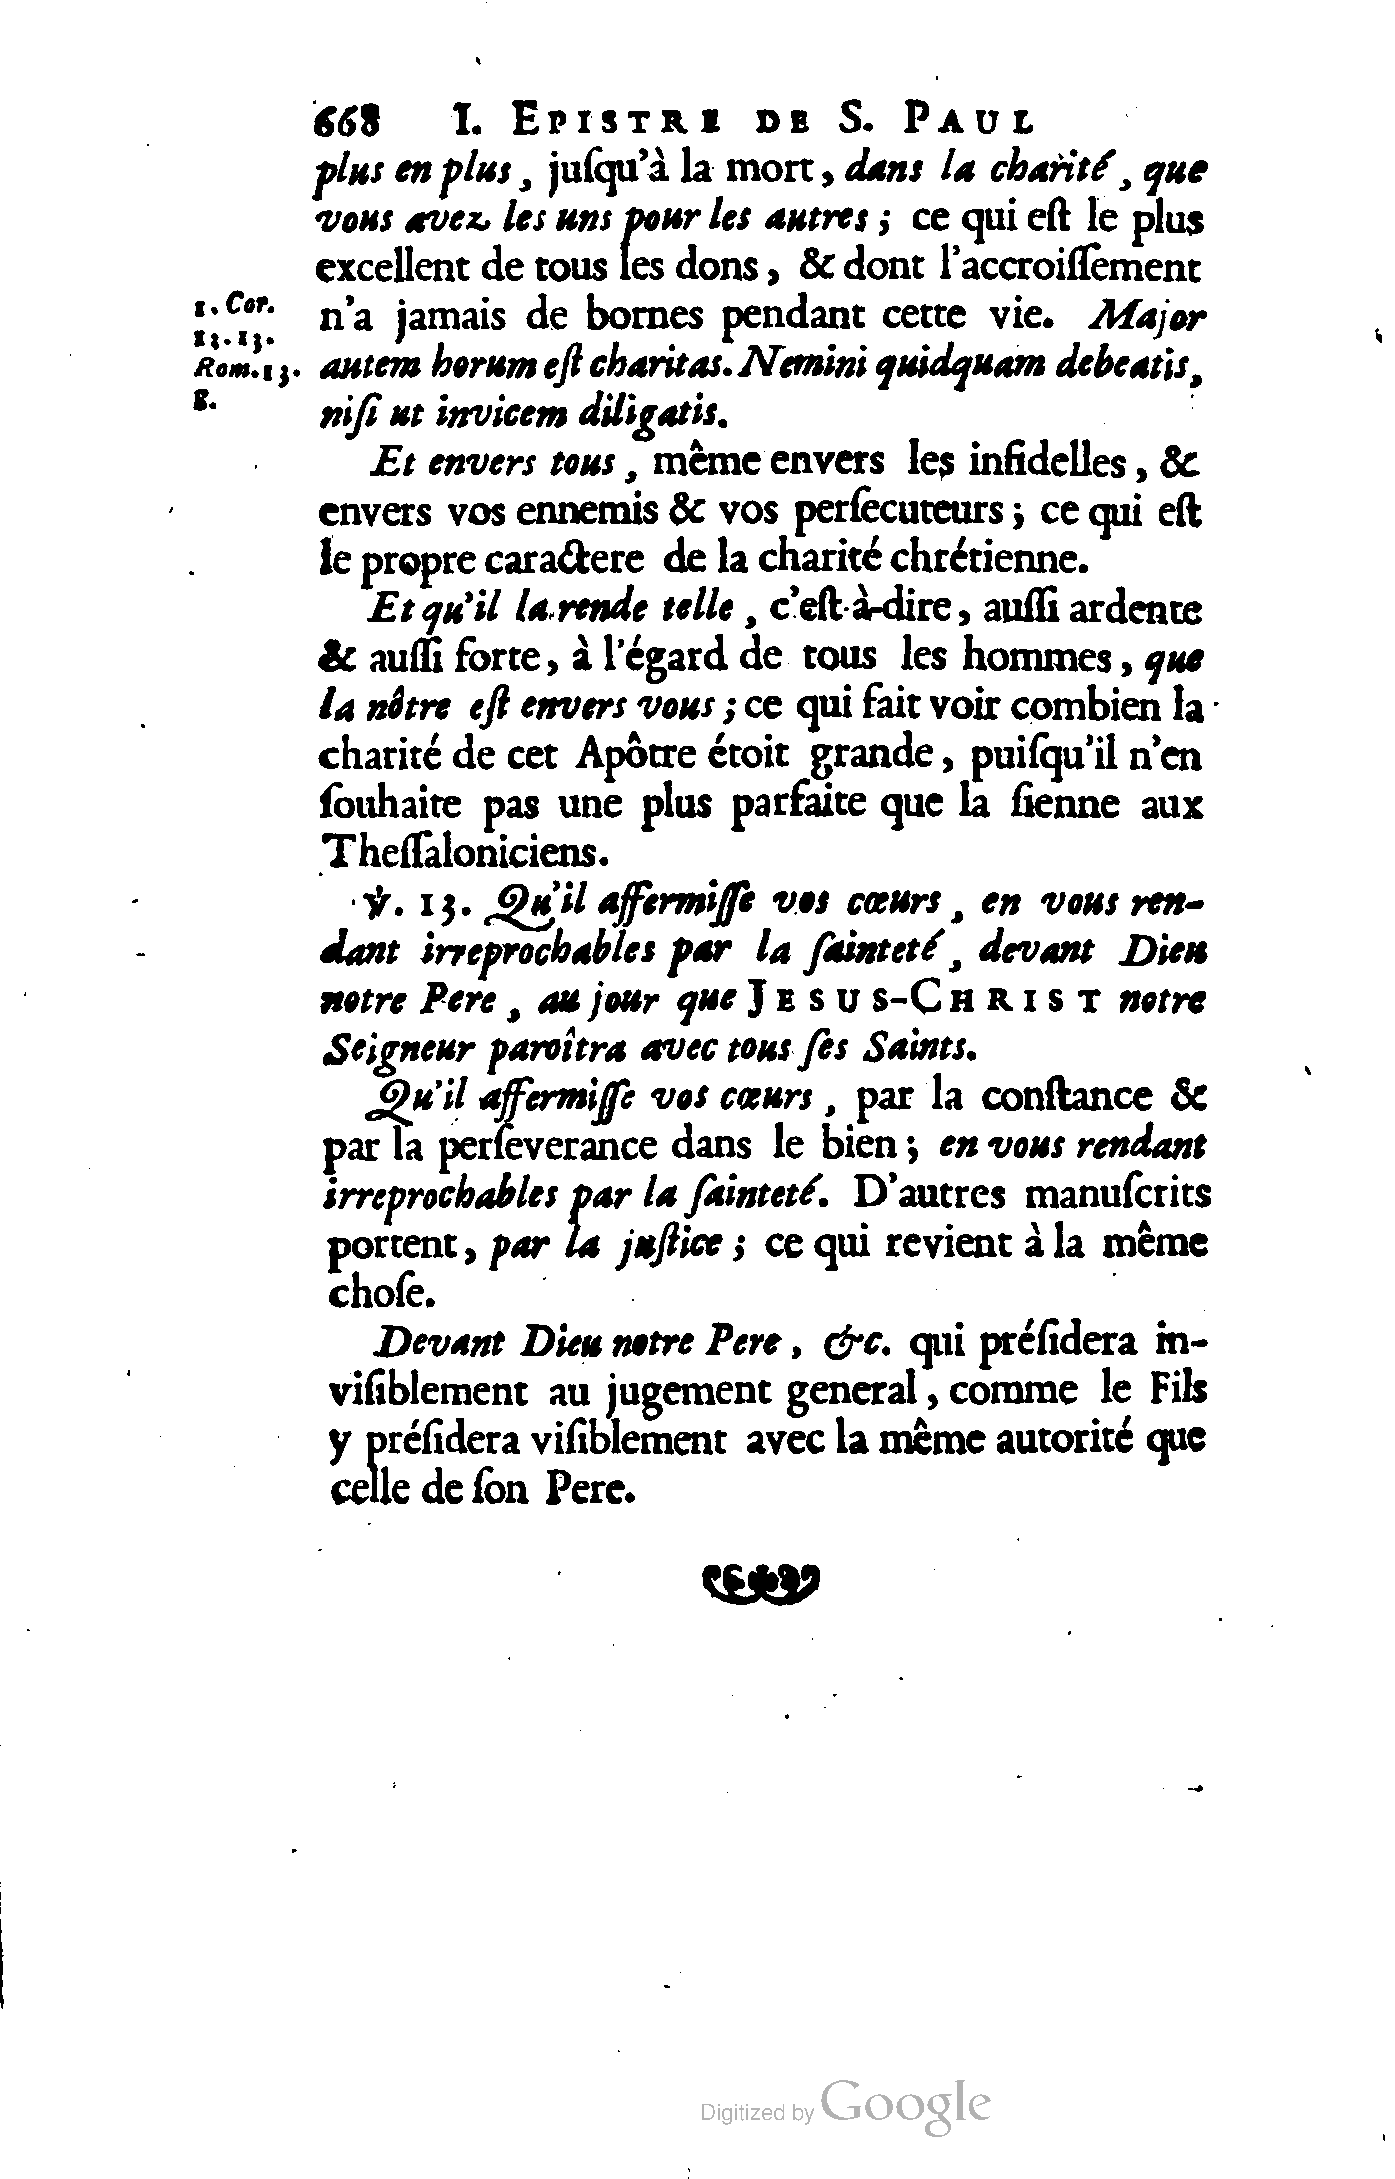 668 I. EPISTRE DE S. PAUL
plus en plus, juſqu'à la mort, dans la charité, que
vous avez les uns pour les autres; ce qui eſt le plus
excellent de tous les dons, & dont l'accroiſſement
1. Cor.
13. 13.
Rom. 13.
8.
n'a jamais de bornes pendant cette vie. Major
autem horum eſt charitas. Nemini quidquam debeatis,
niſi ut invicem diligatis.
Et envers tous, même envers les infidelles, &
envers vos ennemis & vos perſecuteurs; ce qui eſt
le propre caractere de la charité chrétienne.
Et qu'il la rende telle, c'eſt-à-dire, auſſi ardente
& auſſi forte, à l'égard de tous les hommes, que
la nôtre eſt envers vous; ce qui fait voir combien la
charité de cet Apôtre étoit grande, puiſqu'il n'en
ſouhaite pas une plus parfaite que la ſienne aux
Theſſaloniciens.
℣. 13. Qu'il affermiſſe vos cœurs, en vous ren-
dant irreprochables par la ſainteté, devant Dieu
notre Pere, au jour que JESUS-CHRIST notre
Seigneur paroîtra avec tous ſes Saints.
Qu'il affermiſſe vos cœurs, par la conſtance &
par la perſeverance dans le bien; en vous rendant
irreprochables par la ſainteté. D'autres manuſcrits
portent, par la juſtice; ce qui revient à la même
choſe.
Devant Dieu notre Pere, &c. qui préſidera in-
viſiblement au jugement general, comme le Fils
y préſidera viſiblement avec la même autorité que
celle de ſon Pere.
Digitized by Google